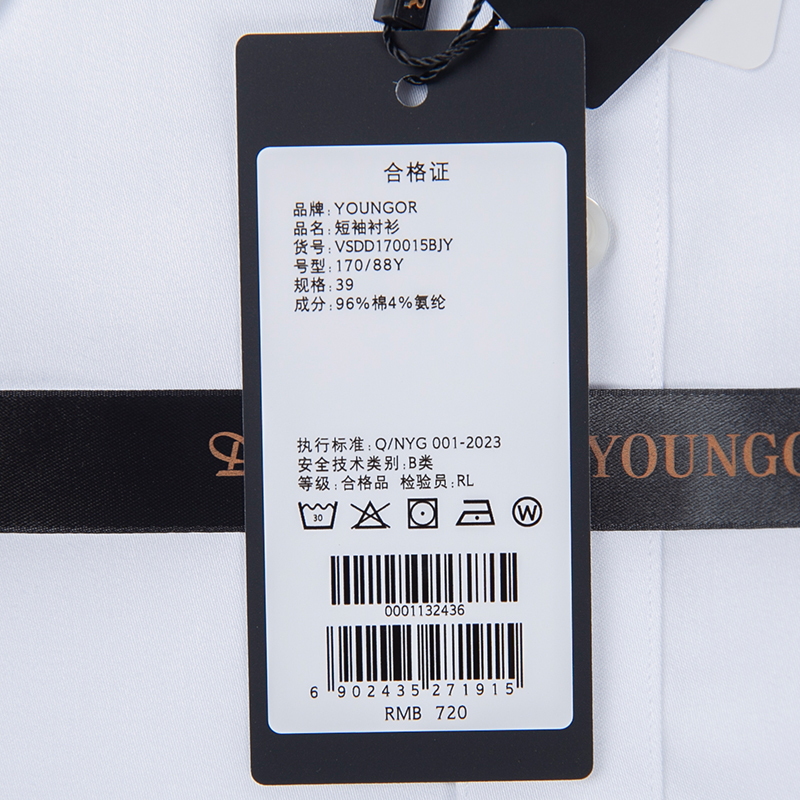 合格证
品牌:YOUNGOR
品名:短袖衬衫
货号:VSDD170015BJY
号型:170/88Y
规格:39
成分:96%棉4%氨纶
YOUNGO
执行标准:Q/NYG 001-2023
安全技术类别:B类
等级:合格品 检验员:RL
30
W
0001132436
6 902435 271915
RMB 720